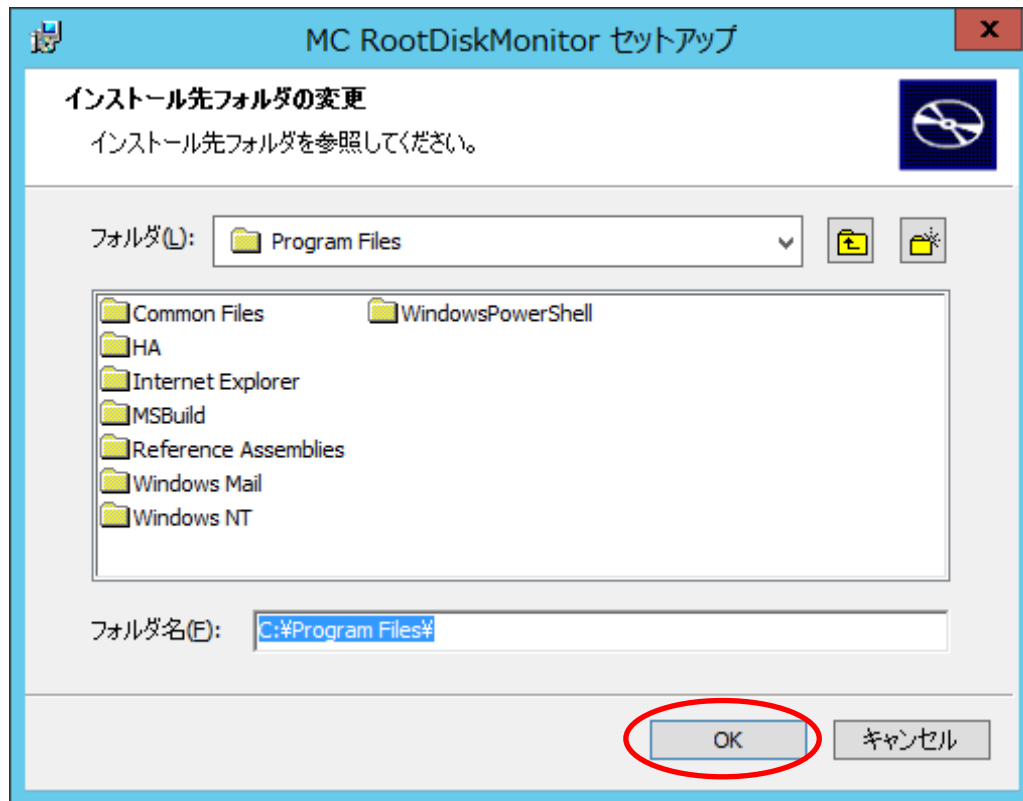 MC RootDiskMonitor セットアップ
x
インストール先フォルダの変更
インストール先フォルダを参照してください。
フォルダ(L):
Program Files
Common Files
WindowsPowerShell
HA
Internet Explorer
MSBuild
Reference Assemblies
Windows Mail
Windows NT
フォルダ名(F):
C:¥Program Files¥
OK
キャンセル